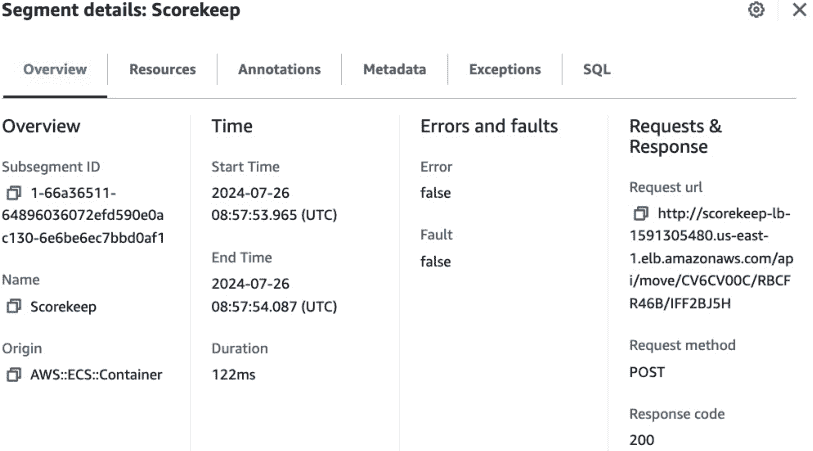 Segment details: Scorekeep
Overview
Resources
Annotations
Metadata
Exceptions
SQL
Overview
Subsegment ID
1-66a36511-
64896036072efd590e0a
c130-6e6be6ec7bbd0af1
Name
Scorekeep
Origin
AWS::ECS::Container
Time
Start Time
2024-07-26
08:57:53.965 (UTC)
End Time
2024-07-26
08:57:54.087 (UTC)
Duration
122ms
Errors and faults
Error
false
Fault
false
Requests &
Response
Request url
http://scorekeep-lb-
1591305480.us-east-
1.elb.amazonaws.com/ap
i/move/CV6CV00C/RBCF
R46B/IFF2BJ5H
Request method
POST
Response code
200